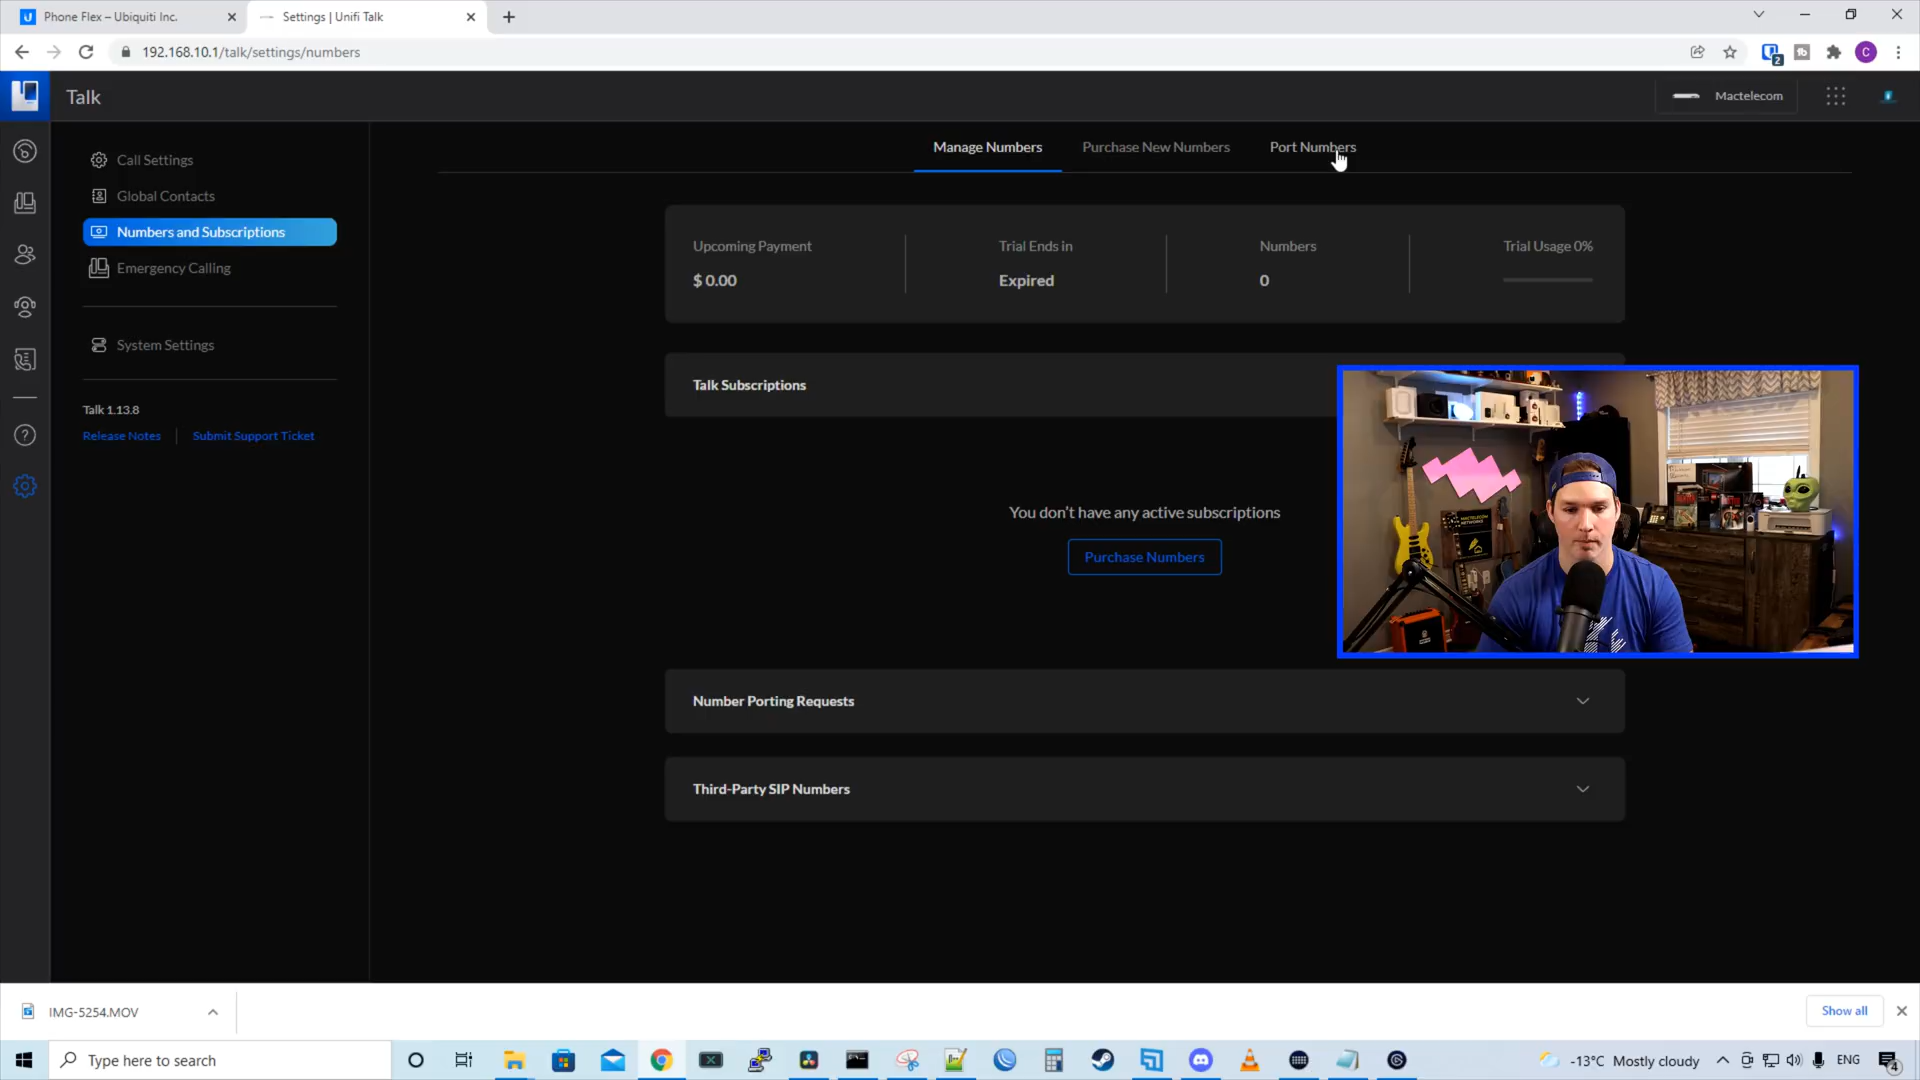 Phone Flex – Ubiquiti Inc.
Settings | Unifi Talk
192.168.10.1/talk/settings/numbers
2
C
Talk
Mactelecom
Call Settings
Global Contacts
Numbers and Subscriptions
Emergency Calling
System Settings
Talk 1.13.8
Release Notes
Submit Support Ticket
Manage Numbers
Purchase New Numbers
Port Numbers
Upcoming Payment
$ 0.00
Trial Ends in
Expired
Numbers
0
Trial Usage 0%
Talk Subscriptions
You don’t have any active subscriptions
Purchase Numbers
Number Porting Requests
Third-Party SIP Numbers
IMG-5254.MOV
Show all
Type here to search
-13°C Mostly cloudy
ENG
4